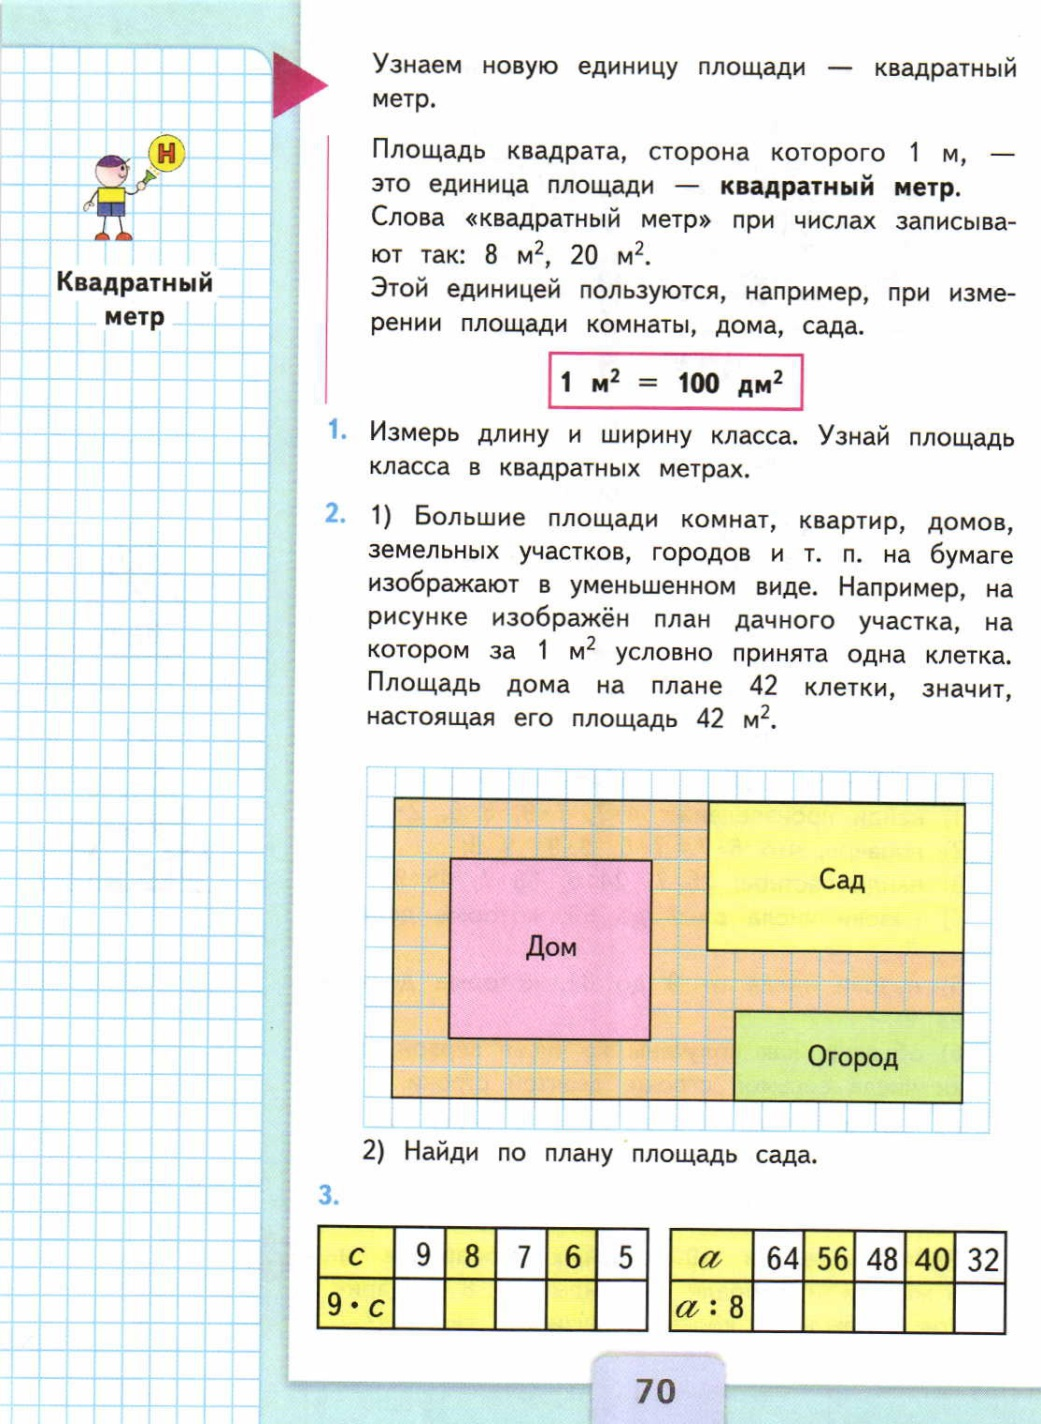 Узнаем новую единицу площади — квадратный
метр.
Н
Квадратный
метр
Площадь квадрата, сторона которого 1 м, —
это единица площади — квадратный метр.
Слова «квадратный метр» при числах записыва-
ют так: 8 м², 20 м².
Этой единицей пользуются, например, при изме-
рении площади комнаты, дома, сада.
1 м² = 100 дм²
1. Измерь длину и ширину класса. Узнай площадь
класса в квадратных метрах.
2. 1) Большие площади комнат, квартир, домов,
земельных участков, городов и т. п. на бумаге
изображают в уменьшенном виде. Например, на
рисунке изображён план дачного участка, на
котором за 1 м² условно принята одна клетка.
Площадь дома на плане 42 клетки, значит,
настоящая его площадь 42 м².
Сад
Дом
Огород
2) Найди по плану площадь сада.
3.
c 9 8 7 6 5
9 · c
a 64 56 48 40 32
a : 8
70